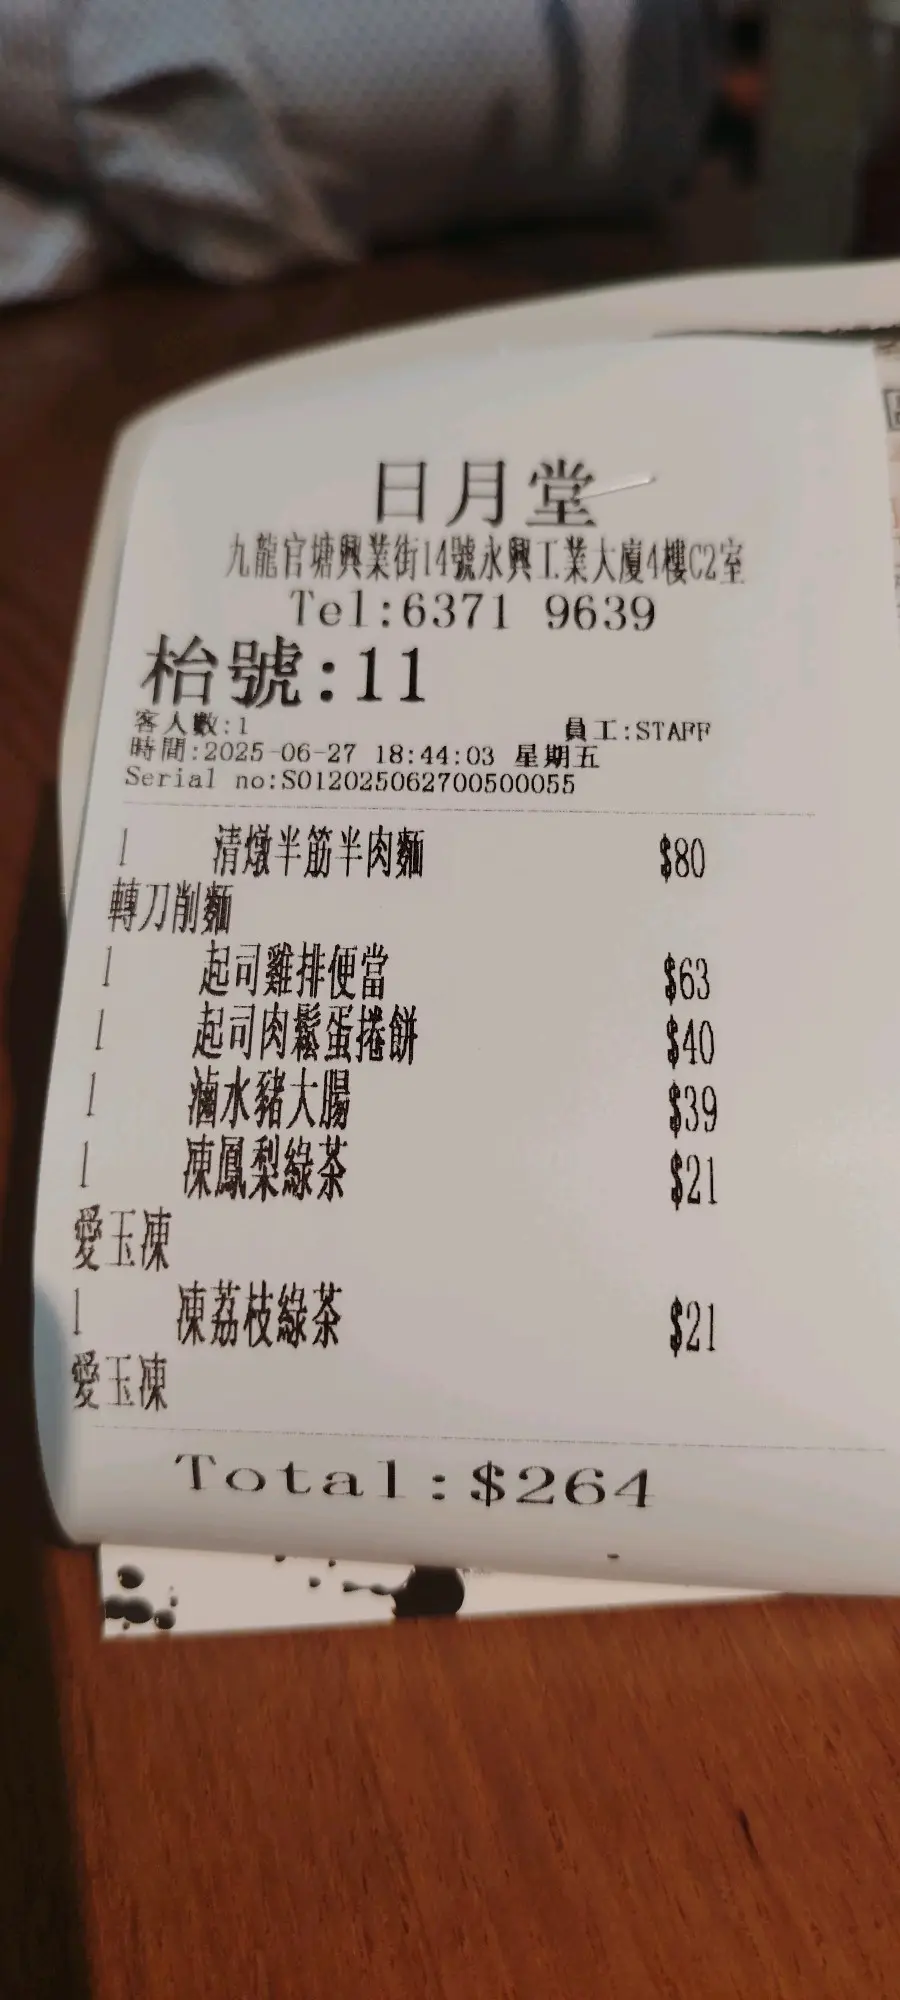 日月堂
九龍官塘興業街14號永興工業大廈4樓C2室
Tel:6371 9639
枱號:11
客人數:1 員工:STAFF
時間:2025-06-27 18:44:03 星期五
Serial no:S01202506270050055
1 清燉半筋半肉麵 $80
轉刀削麵
1 起司雞排便當 $63
1 起司肉鬆蛋捲餅 $40
1 滷水豬大腸 $39
1 凍鳳梨綠茶 $21
愛玉凍
1 凍荔枝綠茶 $21
愛玉凍
Total:$264